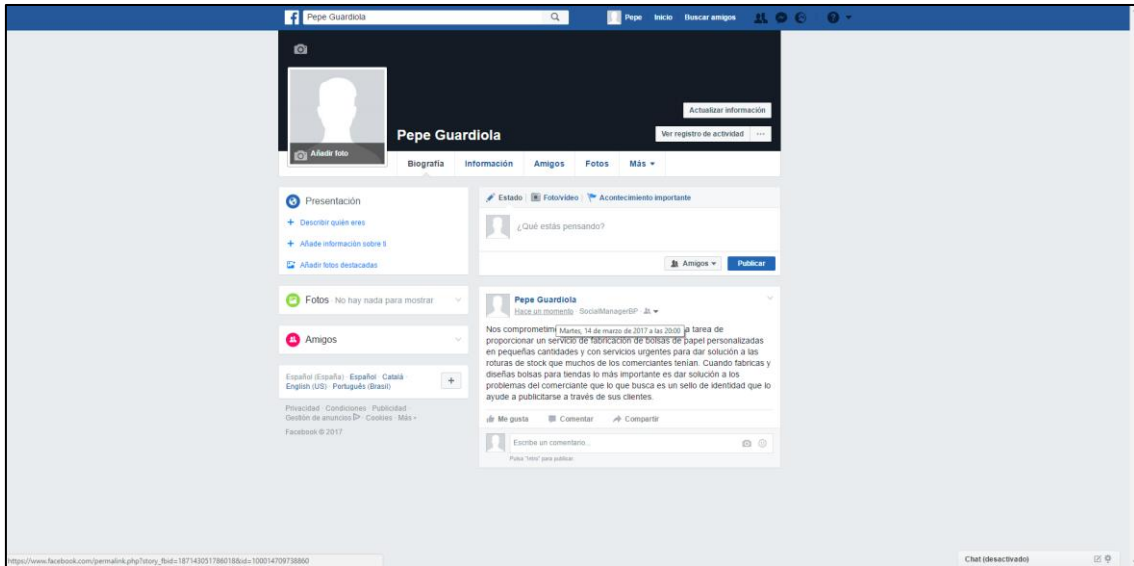 Pepe Guardiola
Pepe Inicio Buscar amigos
Actualizar información
Pepe Guardiola
Ver registro de actividad ...
Añadir foto
Biografía Información Amigos Fotos Más
Presentación
+ Describir quién eres
+ Añade información sobre ti
Añadir fotos destacadas
Fotos · No hay nada para mostrar
Amigos
Español (España) · Español · Català ·
English (US) · Português (Brasil)
+
Privacidad · Condiciones · Publicidad ·
Gestión de anuncios · Cookies · Más
Facebook © 2017
Estado Foto/vídeo Acontecimiento importante
¿Qué estás pensando?
Amigos Publicar
Pepe Guardiola
Hace un momento · SocialManagerBP ·
Martes, 14 de marzo de 2017 a las 20:00
Nos comprometim a tarea de
proporcionar un servicio de fabricación de bolsas de papel personalizadas
en pequeñas cantidades y con servicios urgentes para dar solución a las
roturas de stock que muchos de los comerciantes tenían. Cuando fabricas y
diseñas bolsas para tiendas lo más importante es dar solución a los
problemas del comerciante que lo que busca es un sello de identidad que lo
ayude a publicitarse a través de sus clientes.
Me gusta Comentar Compartir
Escribe un comentario...
Pulsa "Intro" para publicar.
https://www.facebook.com/permalink.php?story_fbid=187143051786018&id=100014709738860
Chat (desactivado)